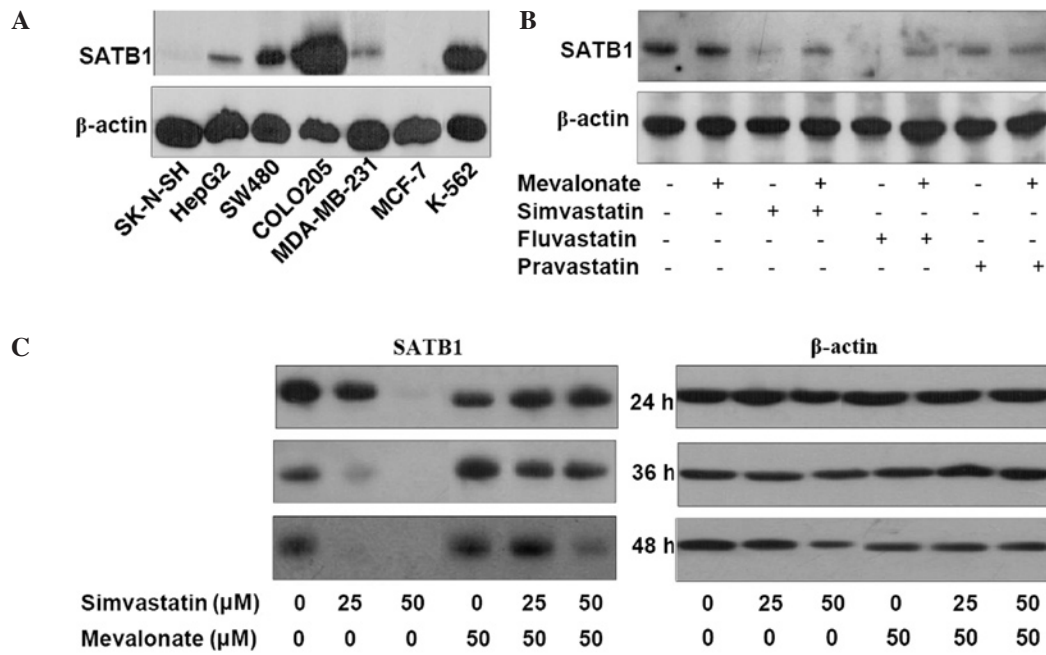 A
SATB1
β-actin
SK-N-SH
HepG2
SW480
COLO205
MDA-MB-231
MCF-7
K-562
B
SATB1
β-actin
Mevalonate - + - + - + - +
Simvastatin - - + + - - - -
Fluvastatin - - - - + + - -
Pravastatin - - - - - - + +
C
SATB1 β-actin
24 h
36 h
48 h
Simvastatin (µM) 0 25 50 0 25 50 0 25 50 0 25 50
Mevalonate (µM) 0 0 0 50 50 50 0 0 0 50 50 50